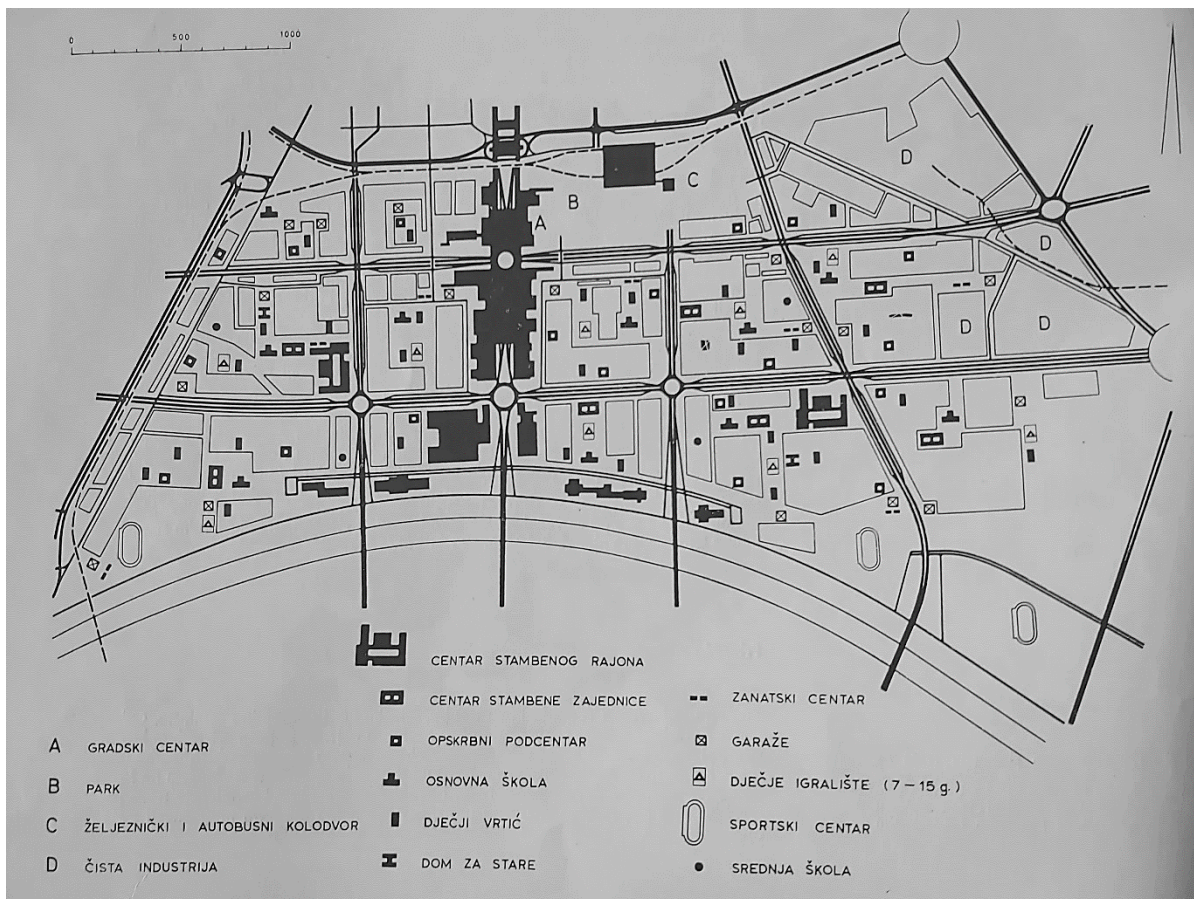 0 500 1000
D
C
B
A
D
D
D
CENTAR STAMBENOG RAJONA
CENTAR STAMBENE ZAJEDNICE
OPSKRBNI PODCENTAR
OSNOVNA ŠKOLA
DJEČJI VRTIĆ
DOM ZA STARE
ZANATSKI CENTAR
GARAŽE
DJEČJE IGRALIŠTE (7-15 g.)
SPORTSKI CENTAR
SREDNJA ŠKOLA
A GRADSKI CENTAR
B PARK
C ŽELJEZNIČKI I AUTOBUSNI KOLODVOR
D ČISTA INDUSTRIJA